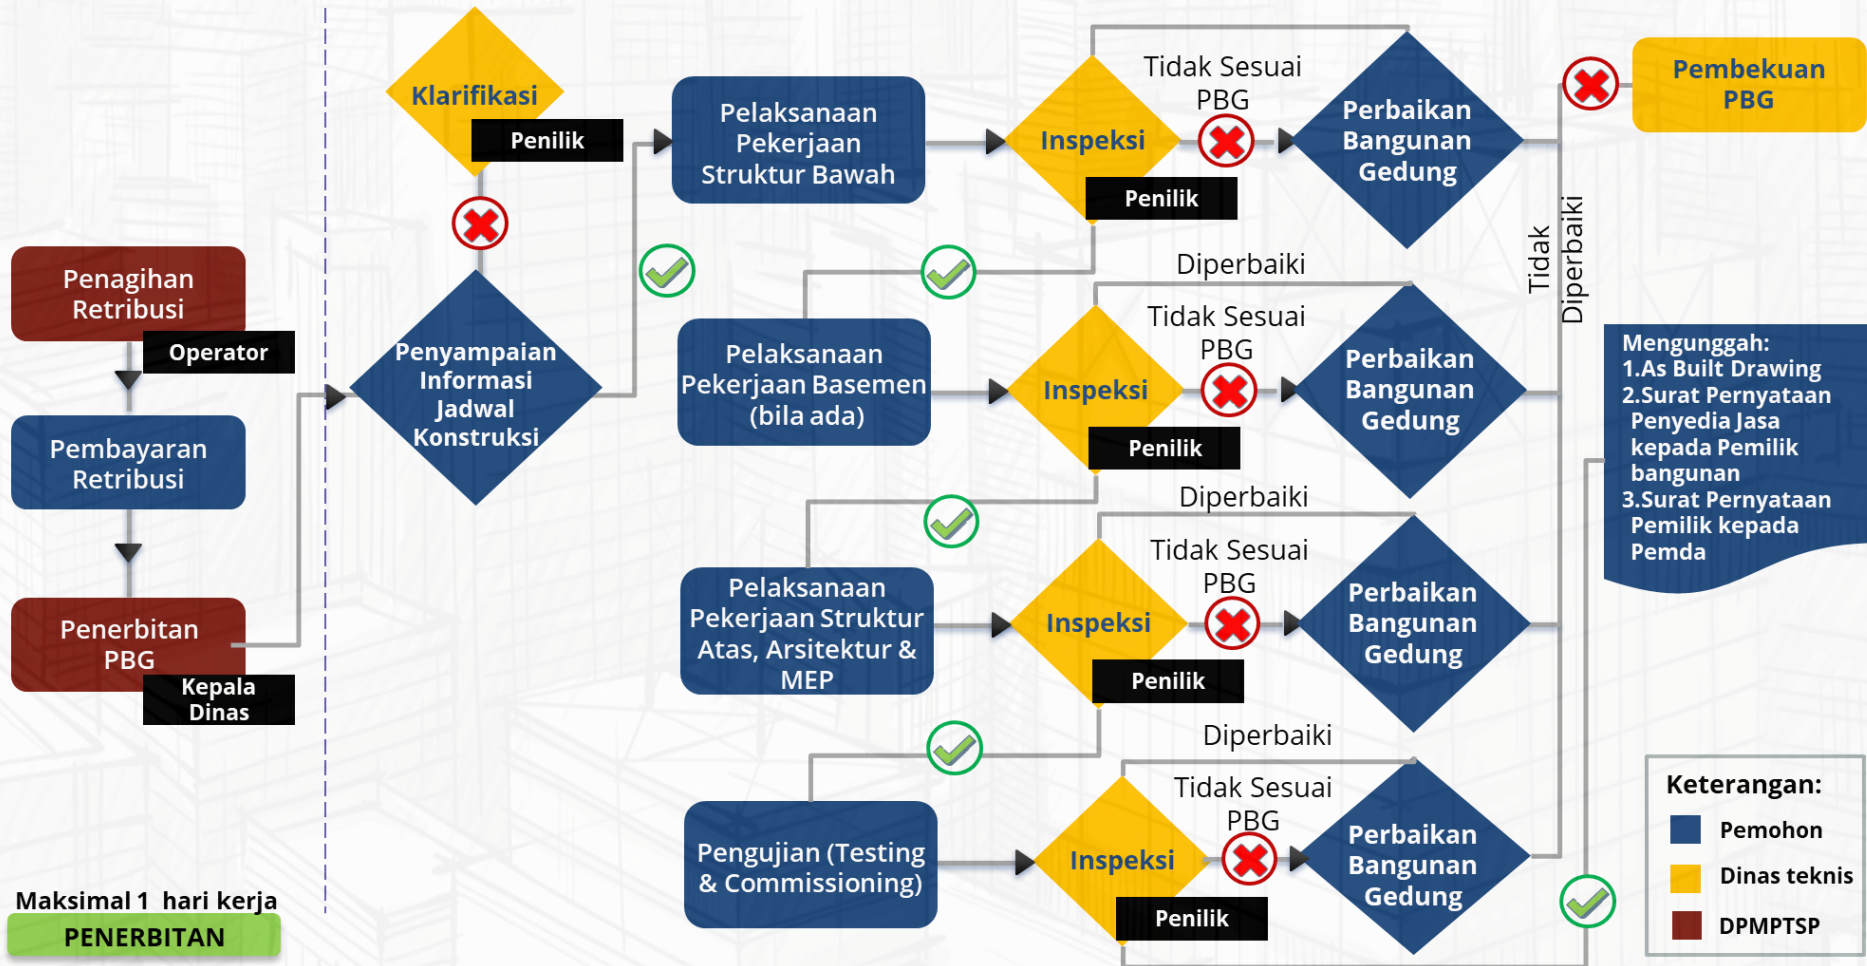 Penagihan
Retribusi
Operator
Pembayaran
Retribusi
Penerbitan
PBG
Kepala
Dinas
Maksimal 1 hari kerja
PENERBITAN
Klarifikasi
Penilik
Penyampaian
Informasi
Jadwal
Konstruksi
Pelaksanaan
Pekerjaan
Struktur Bawah
Inspeksi
Penilik
Tidak Sesuai
PBG
Perbaikan
Bangunan
Gedung
Pelaksanaan
Pekerjaan Basemen
(bila ada)
Inspeksi
Penilik
Diperbaiki
Tidak Sesuai
PBG
Perbaikan
Bangunan
Gedung
Pelaksanaan
Pekerjaan Struktur
Atas, Arsitektur &
MEP
Inspeksi
Penilik
Diperbaiki
Tidak Sesuai
PBG
Perbaikan
Bangunan
Gedung
Pengujian (Testing
& Commissioning)
Inspeksi
Penilik
Diperbaiki
Tidak Sesuai
PBG
Perbaikan
Bangunan
Gedung
Tidak
Diperbaiki
Pembekuan
PBG
Mengunggah:
1.As Built Drawing
2.Surat Pernyataan
Penyedia Jasa
kepada Pemilik
bangunan
3.Surat Pernyataan
Pemilik kepada
Pemda
Keterangan:
Pemohon
Dinas teknis
DPMPTSP